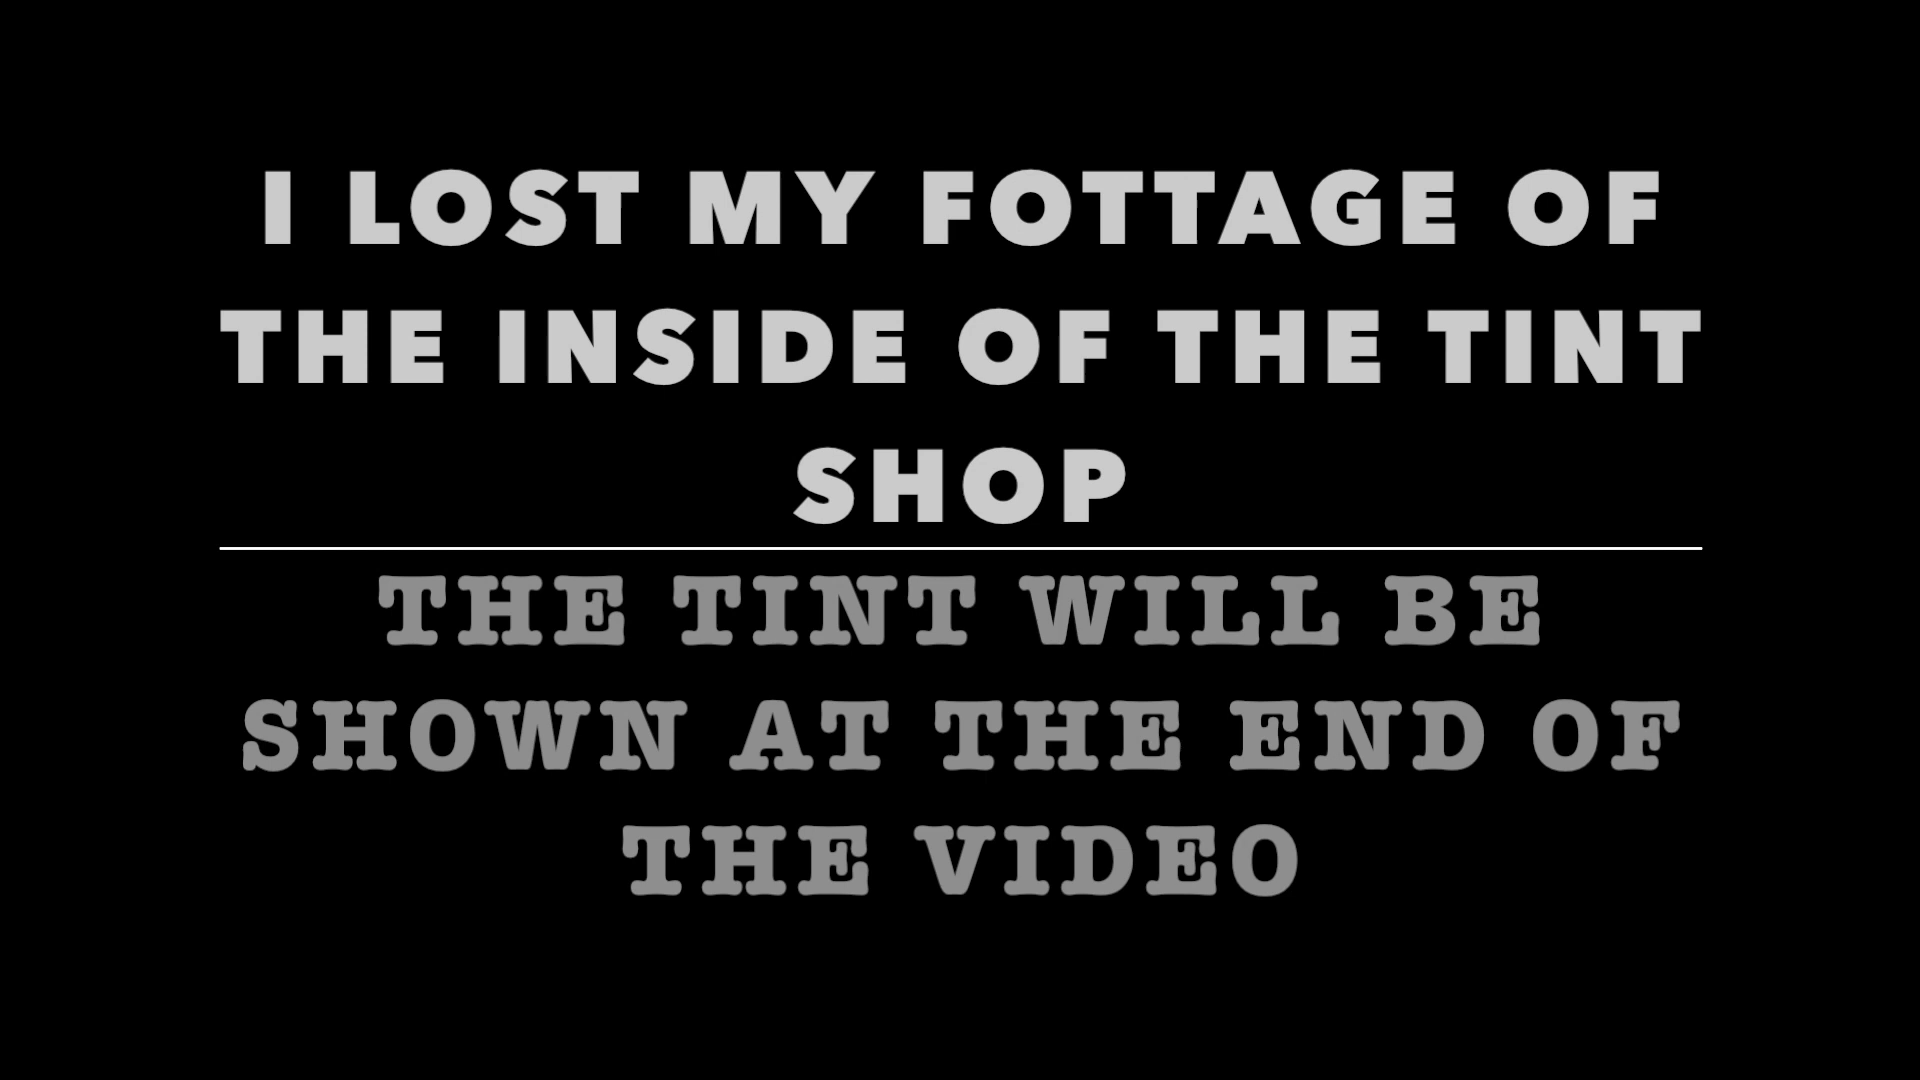 I LOST MY FOTTAGE OF
THE INSIDE OF THE TINT
SHOP
THE TINT WILL BE
SHOWN AT THE END OF
THE VIDEO